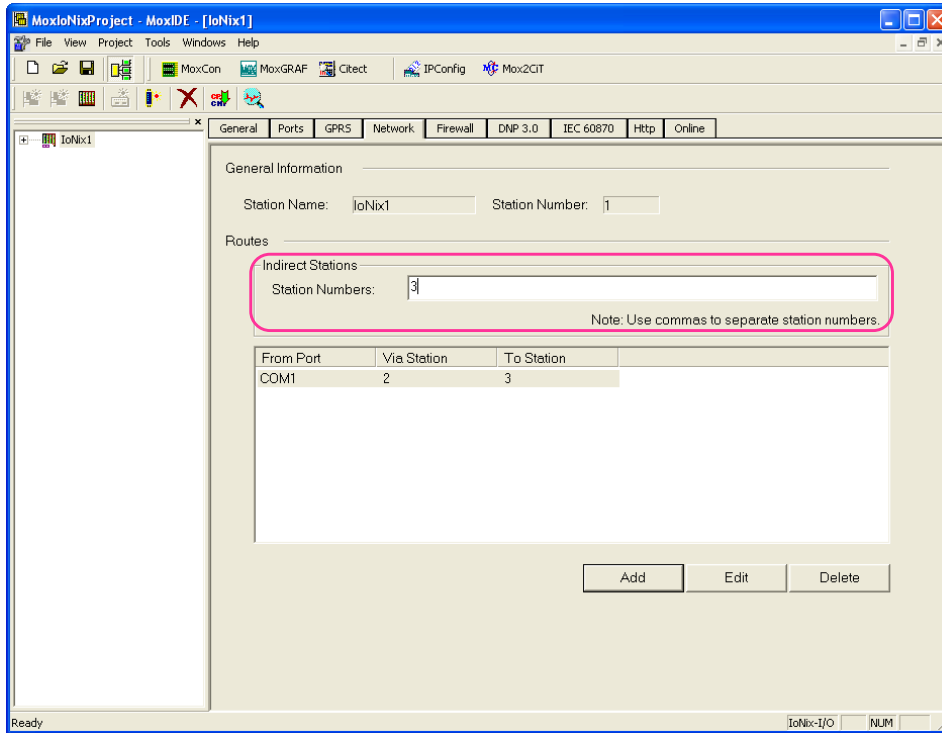 MoxIoNixProject - MoxIDE - [IoNix1]
File View Project Tools Windows Help
MoxCon MoxGRAF Citect IPConfig Mox2CiT
IoNix1
General Ports GPRS Network Firewall DNP 3.0 IEC 60870 Http Online
General Information
Station Name: IoNix1 Station Number: 1
Routes
Indirect Stations
Station Numbers: 3
Note: Use commas to separate station numbers.
From Port Via Station To Station
COM1 2 3
Add Edit Delete
Ready IoNix-I/O NUM